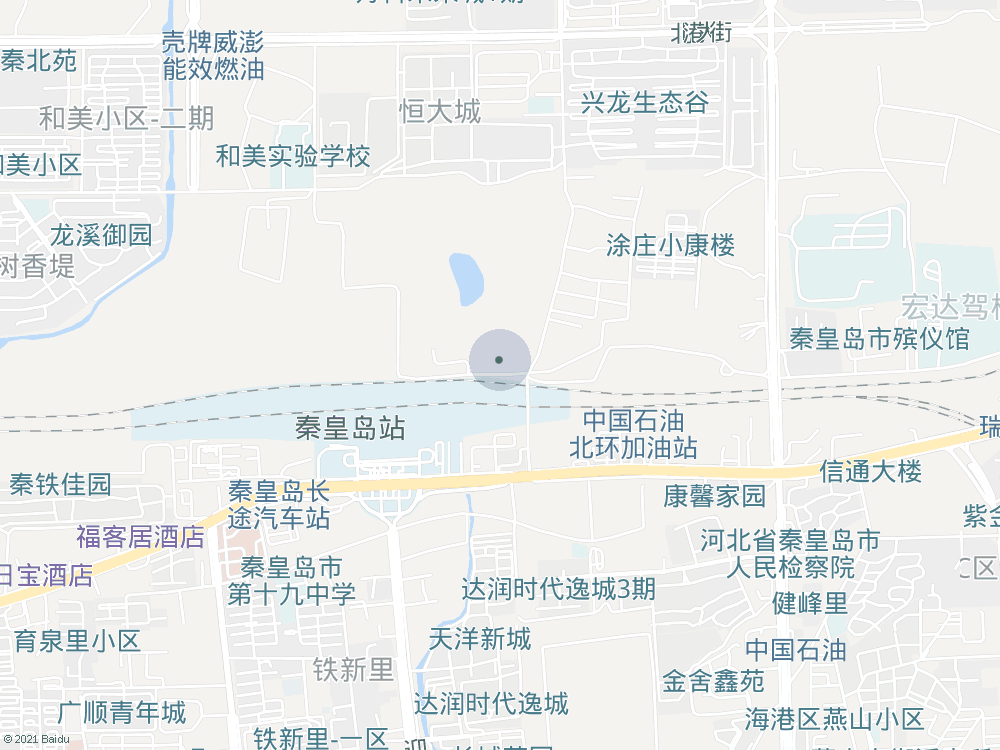 北港大街
壳牌威澎
能效燃油
秦北苑
恒大城
兴龙生态谷
和美小区-二期
和美实验学校
和美小区
龙溪御园
涂庄小康楼
树香堤
宏达驾校
秦皇岛市殡仪馆
秦皇岛站
中国石油
北环加油站
信通大楼
秦铁佳园
秦皇岛长
途汽车站
康馨家园
福客居酒店
河北省秦皇岛市
人民检察院
秦皇岛市
第十九中学
日宝酒店
达润时代逸城3期
C区
健峰里
育泉里小区
天洋新城
中国石油
铁新里
金舍鑫苑
达润时代逸城
广顺青年城
海港区燕山小区
铁新里-一区
© 2021 Baidu